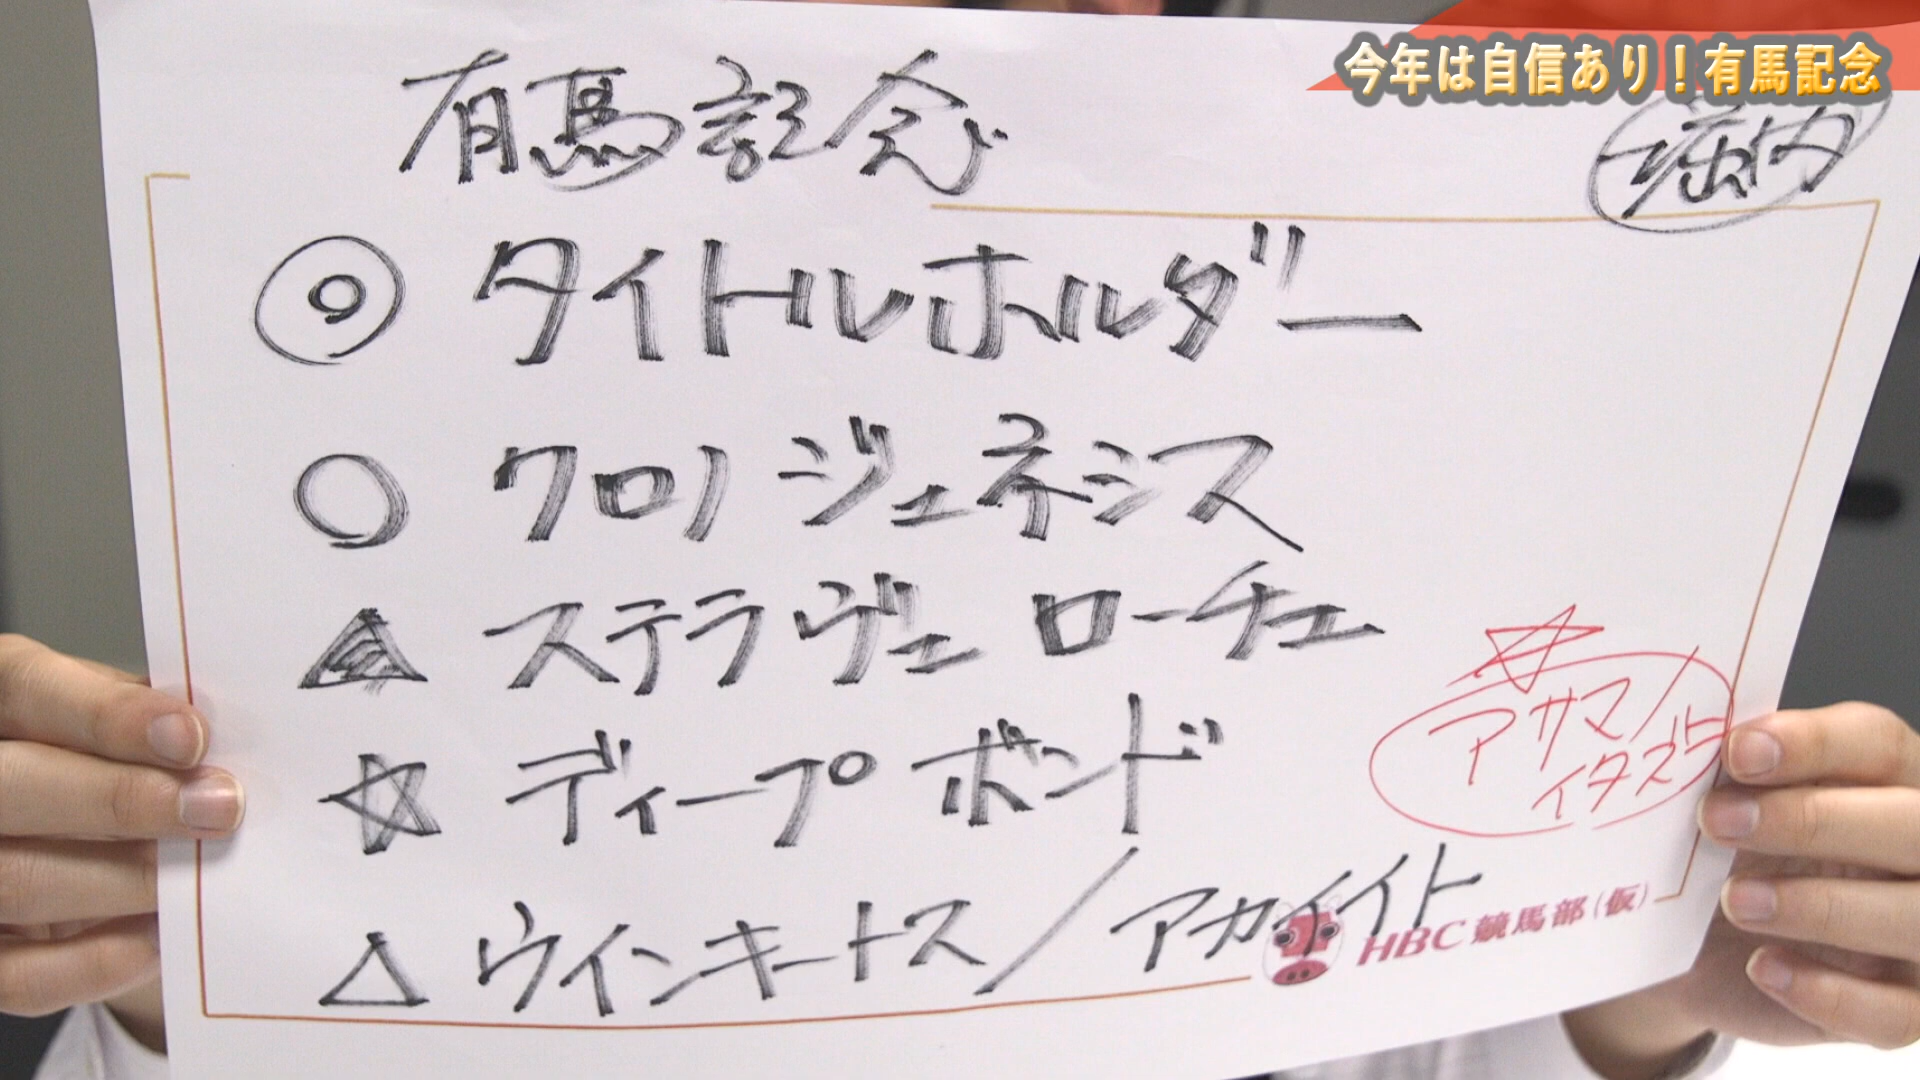 今年は自信あり!有馬記念
有馬記念
堀内
◎ タイトルホルダー
○ クロノジェネシス
▲ ステラヴェローチェ
☆ ディープボンド
△ ウインキートス/アカイイト
☆
アサマノ
イタズラ
HBC競馬部(仮)